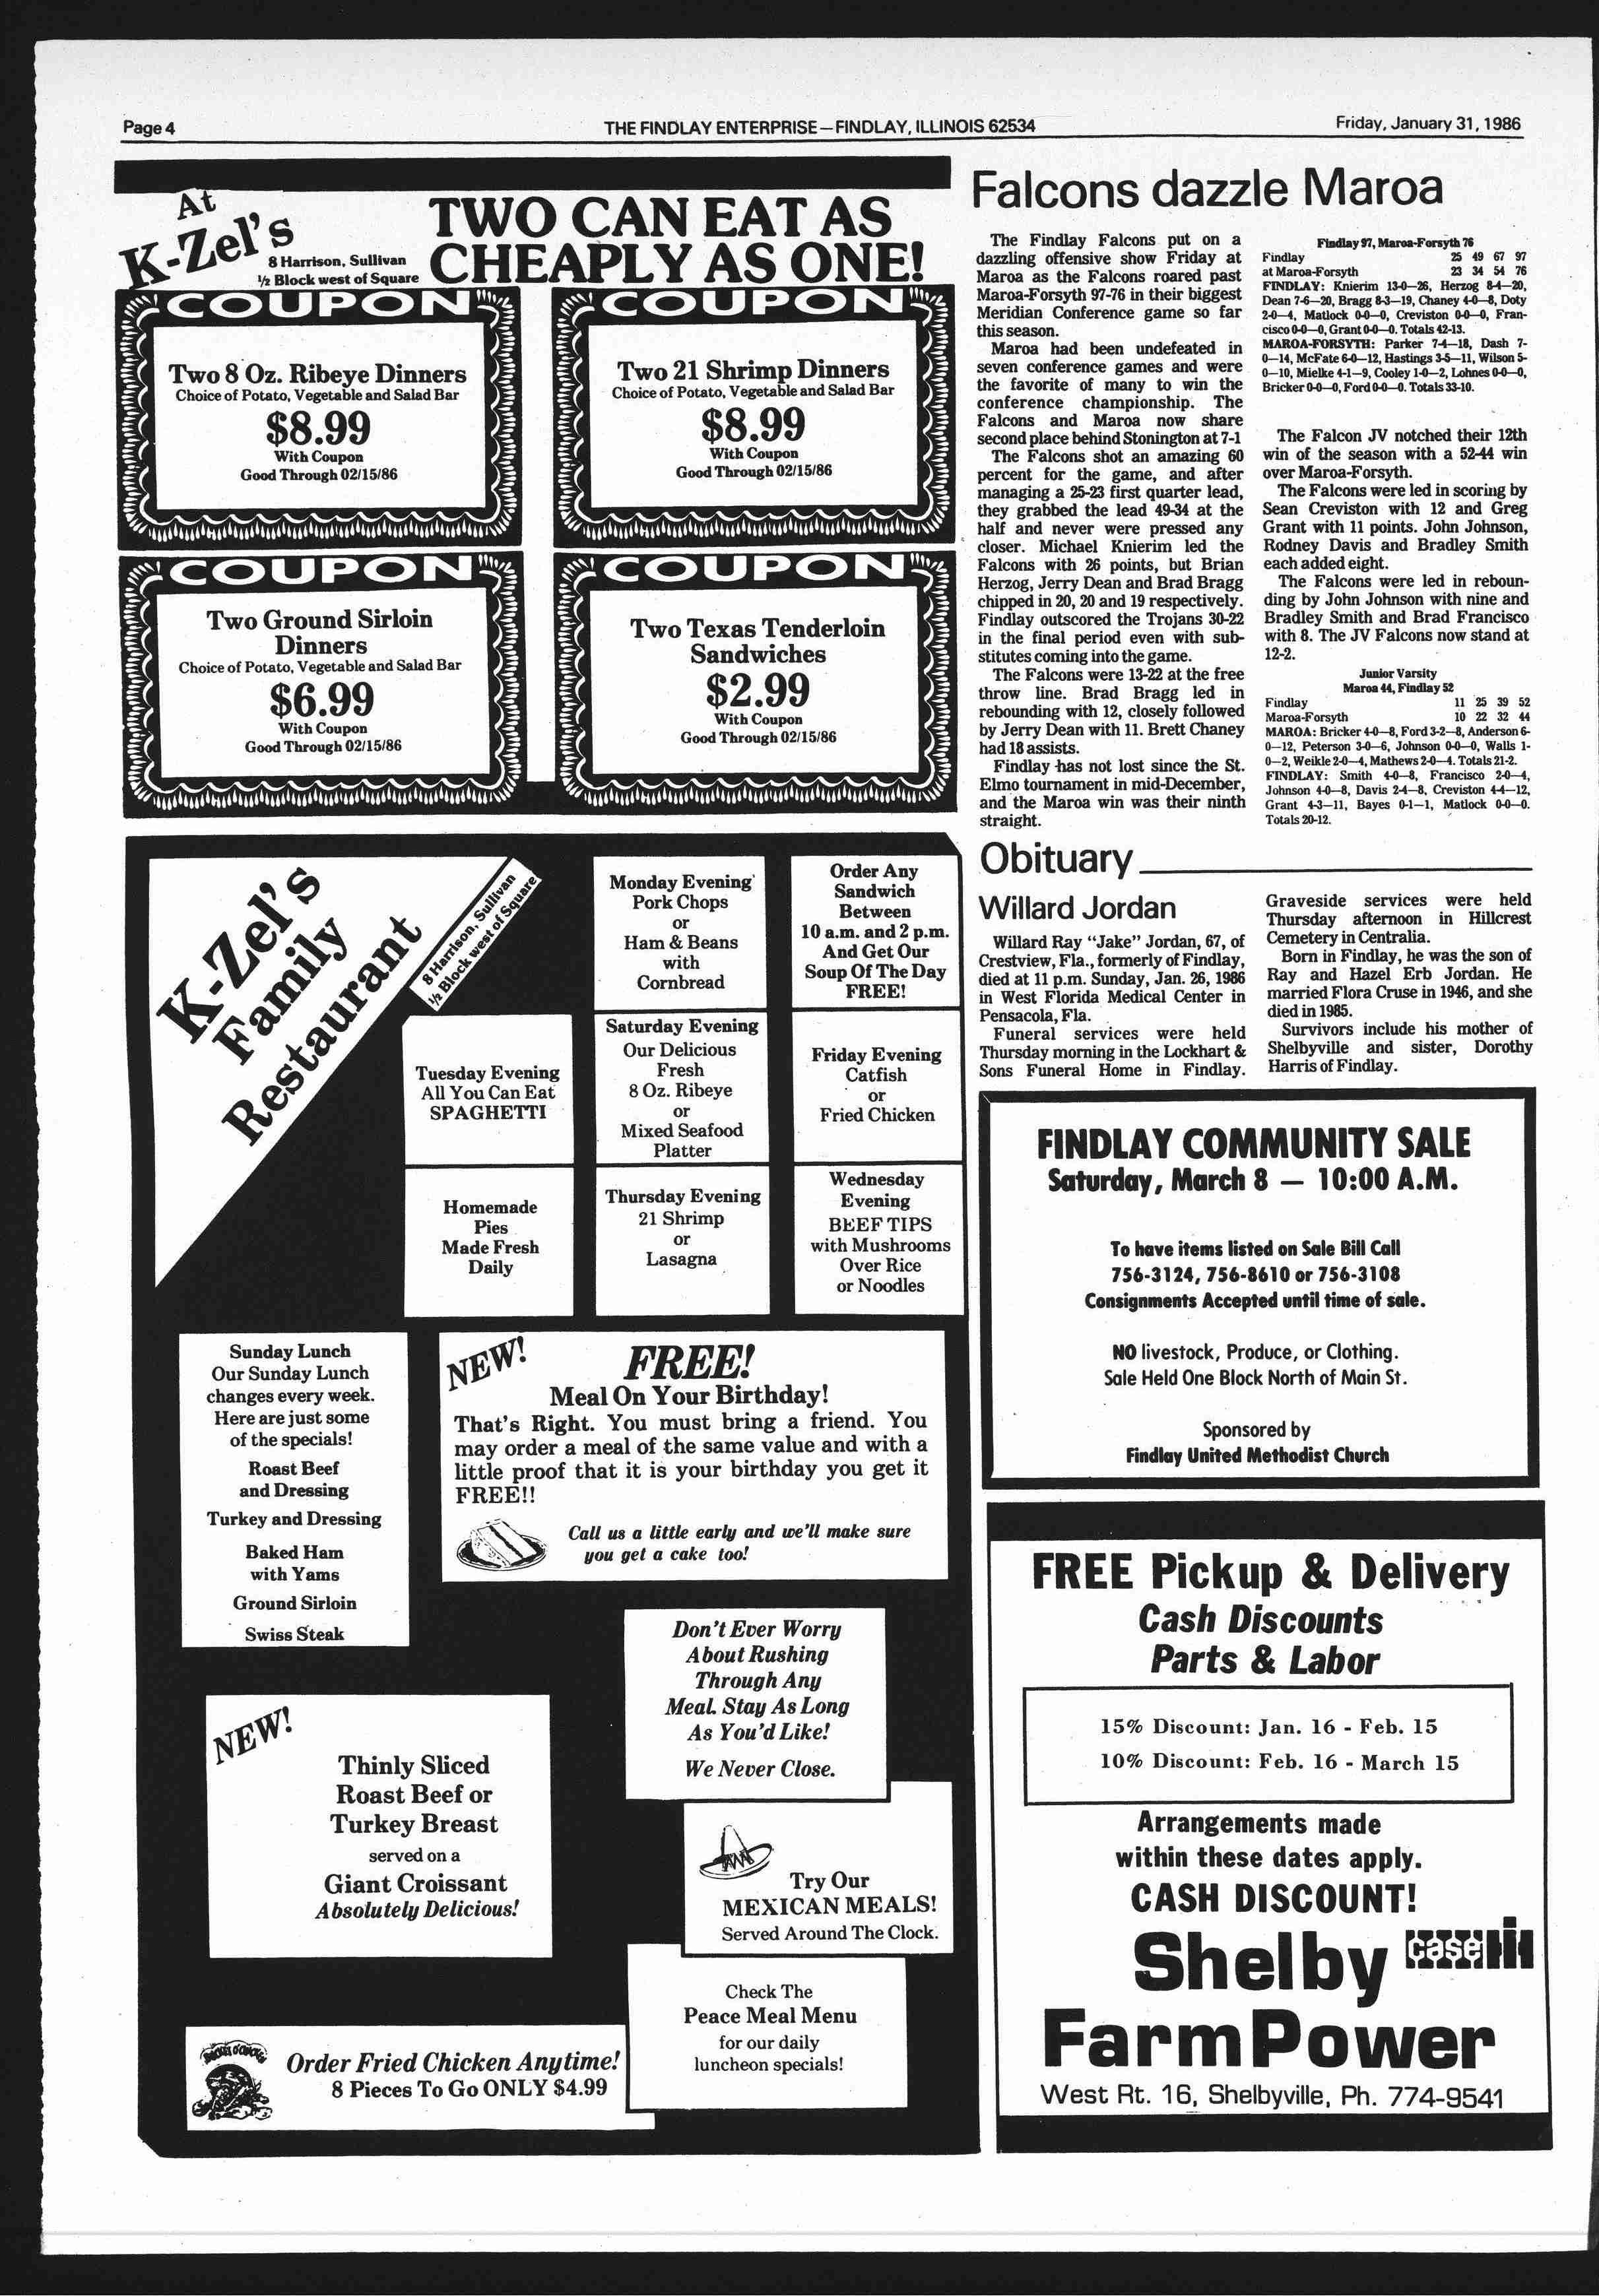 Page 4
THE FINDLAY ENTERPRISE—FINDLAY, ILLINOIS 62534
Friday, January 31, 1986
At
K-Zel's
8 Harrison, Sullivan
½ Block west of Square
TWO CAN EAT AS
CHEAPLY AS ONE!
COUPON
Two 8 Oz. Ribeye Dinners
Choice of Potato, Vegetable and Salad Bar
$8.99
With Coupon
Good Through 02/15/86
COUPON
Two 21 Shrimp Dinners
Choice of Potato, Vegetable and Salad Bar
$8.99
With Coupon
Good Through 02/15/86
COUPON
Two Ground Sirloin
Dinners
Choice of Potato, Vegetable and Salad Bar
$6.99
With Coupon
Good Through 02/15/86
COUPON
Two Texas Tenderloin
Sandwiches
$2.99
With Coupon
Good Through 02/15/86
K-Zel's
Family
Restaurant
8 Harrison, Sullivan
½ Block west of Square
Monday Evening
Pork Chops
or
Ham & Beans
with
Cornbread
Order Any
Sandwich
Between
10 a.m. and 2 p.m.
And Get Our
Soup Of The Day
FREE!
Tuesday Evening
All You Can Eat
SPAGHETTI
Saturday Evening
Our Delicious
Fresh
8 Oz. Ribeye
or
Mixed Seafood
Platter
Friday Evening
Catfish
or
Fried Chicken
Homemade
Pies
Made Fresh
Daily
Thursday Evening
21 Shrimp
or
Lasagna
Wednesday
Evening
BEEF TIPS
with Mushrooms
Over Rice
or Noodles
Sunday Lunch
Our Sunday Lunch
changes every week.
Here are just some
of the specials!
Roast Beef
and Dressing
Turkey and Dressing
Baked Ham
with Yams
Ground Sirloin
Swiss Steak
NEW!
FREE!
Meal On Your Birthday!
That's Right. You must bring a friend. You
may order a meal of the same value and with a
little proof that it is your birthday you get it
FREE!!
Call us a little early and we'll make sure
you get a cake too!
Don't Ever Worry
About Rushing
Through Any
Meal. Stay As Long
As You'd Like!
We Never Close.
NEW!
Thinly Sliced
Roast Beef or
Turkey Breast
served on a
Giant Croissant
Absolutely Delicious!
Try Our
MEXICAN MEALS!
Served Around The Clock.
Check The
Peace Meal Menu
for our daily
luncheon specials!
Order Fried Chicken Anytime!
8 Pieces To Go ONLY $4.99
Falcons dazzle Maroa
The Findlay Falcons put on a
dazzling offensive show Friday at
Maroa as the Falcons roared past
Maroa-Forsyth 97-76 in their biggest
Meridian Conference game so far
this season.
Maroa had been undefeated in
seven conference games and were
the favorite of many to win the
conference championship. The
Falcons and Maroa now share
second place behind Stonington at 7-1
The Falcons shot an amazing 60
percent for the game, and after
managing a 25-23 first quarter lead,
they grabbed the lead 49-34 at the
half and never were pressed any
closer. Michael Knierim led the
Falcons with 26 points, but Brian
Herzog, Jerry Dean and Brad Bragg
chipped in 20, 20 and 19 respectively.
Findlay outscored the Trojans 30-22
in the final period even with sub-
stitutes coming into the game.
The Falcons were 13-22 at the free
throw line. Brad Bragg led in
rebounding with 12, closely followed
by Jerry Dean with 11. Brett Chaney
had 18 assists.
Findlay has not lost since the St.
Elmo tournament in mid-December,
and the Maroa win was their ninth
straight.
Findlay 97, Maroa-Forsyth 76
Findlay 25 49 67 97
at Maroa-Forsyth 23 34 54 76
FINDLAY: Knierim 13-0—26, Herzog 8-4—20,
Dean 7-6—20, Bragg 8-3—19, Chaney 4-0—8, Doty
2-0—4, Matlock 0-0—0, Creviston 0-0—0, Fran-
cisco 0-0—0, Grant 0-0—0. Totals 42-13.
MAROA-FORSYTH: Parker 7-4—18, Dash 7-
0—14, McFate 6-0—12, Hastings 3-5—11, Wilson 5-
0—10, Mielke 4-1—9, Cooley 1-0—2, Lohnes 0-0—0,
Bricker 0-0—0, Ford 0-0—0. Totals 33-10.
The Falcon JV notched their 12th
win of the season with a 52-44 win
over Maroa-Forsyth.
The Falcons were led in scoring by
Sean Creviston with 12 and Greg
Grant with 11 points. John Johnson,
Rodney Davis and Bradley Smith
each added eight.
The Falcons were led in reboun-
ding by John Johnson with nine and
Bradley Smith and Brad Francisco
with 8. The JV Falcons now stand at
12-2.
Junior Varsity
Maroa 44, Findlay 52
Findlay 11 25 39 52
Maroa-Forsyth 10 22 32 44
MAROA: Bricker 4-0—8, Ford 3-2—8, Anderson 6-
0—12, Peterson 3-0—6, Johnson 0-0—0, Walls 1-
0—2, Weikle 2-0—4, Mathews 2-0—4. Totals 21-2.
FINDLAY: Smith 4-0—8, Francisco 2-0—4,
Johnson 4-0—8, Davis 2-4—8, Creviston 4-4—12,
Grant 4-3—11, Bayes 0-1—1, Matlock 0-0—0.
Totals 20-12.
Obituary
Willard Jordan
Willard Ray "Jake" Jordan, 67, of
Crestview, Fla., formerly of Findlay,
died at 11 p.m. Sunday, Jan. 26, 1986
in West Florida Medical Center in
Pensacola, Fla.
Funeral services were held
Thursday morning in the Lockhart &
Sons Funeral Home in Findlay.
Graveside services were held
Thursday afternoon in Hillcrest
Cemetery in Centralia.
Born in Findlay, he was the son of
Ray and Hazel Erb Jordan. He
married Flora Cruse in 1946, and she
died in 1985.
Survivors include his mother of
Shelbyville and sister, Dorothy
Harris of Findlay.
FINDLAY COMMUNITY SALE
Saturday, March 8 — 10:00 A.M.
To have items listed on Sale Bill Call
756-3124, 756-8610 or 756-3108
Consignments Accepted until time of sale.
NO livestock, Produce, or Clothing.
Sale Held One Block North of Main St.
Sponsored by
Findlay United Methodist Church
FREE Pickup & Delivery
Cash Discounts
Parts & Labor
15% Discount: Jan. 16 - Feb. 15
10% Discount: Feb. 16 - March 15
Arrangements made
within these dates apply.
CASH DISCOUNT!
Shelby case IH
FarmPower
West Rt. 16, Shelbyville, Ph. 774-9541